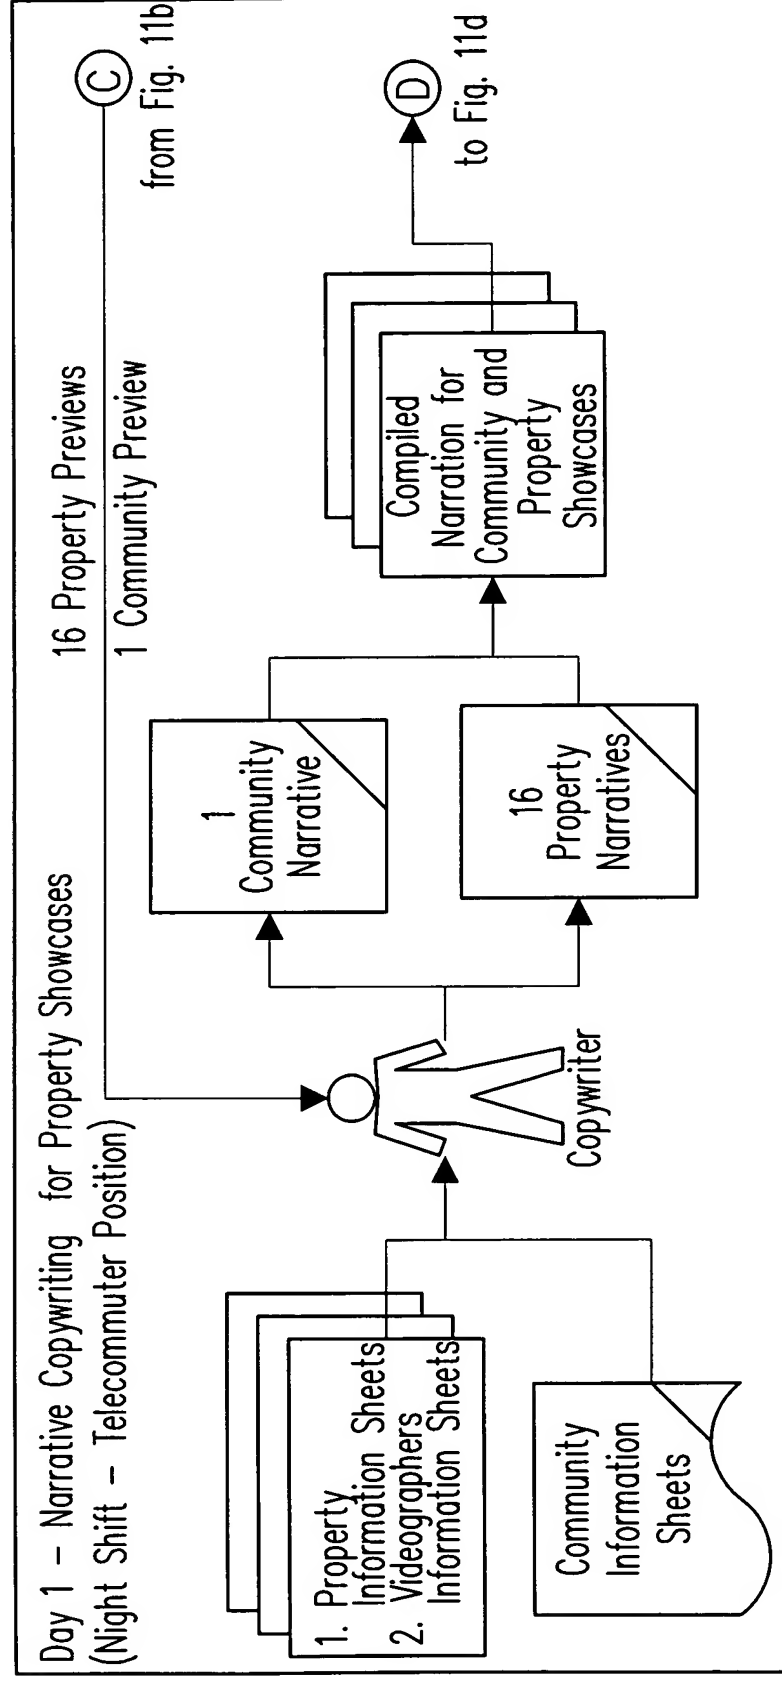 Day 1 – Narrative Copywriting for Property Showcases
(Night Shift – Telecommuter Position)
16 Property Previews
1 Community Preview
C
from Fig. 11b
1. Property
Information Sheets
2. Videographers
Information Sheets
Community
Information
Sheets
Copywriter
1
Community
Narrative
16
Property
Narratives
Compiled
Narration for
Community and
Property
Showcases
D
to Fig. 11d